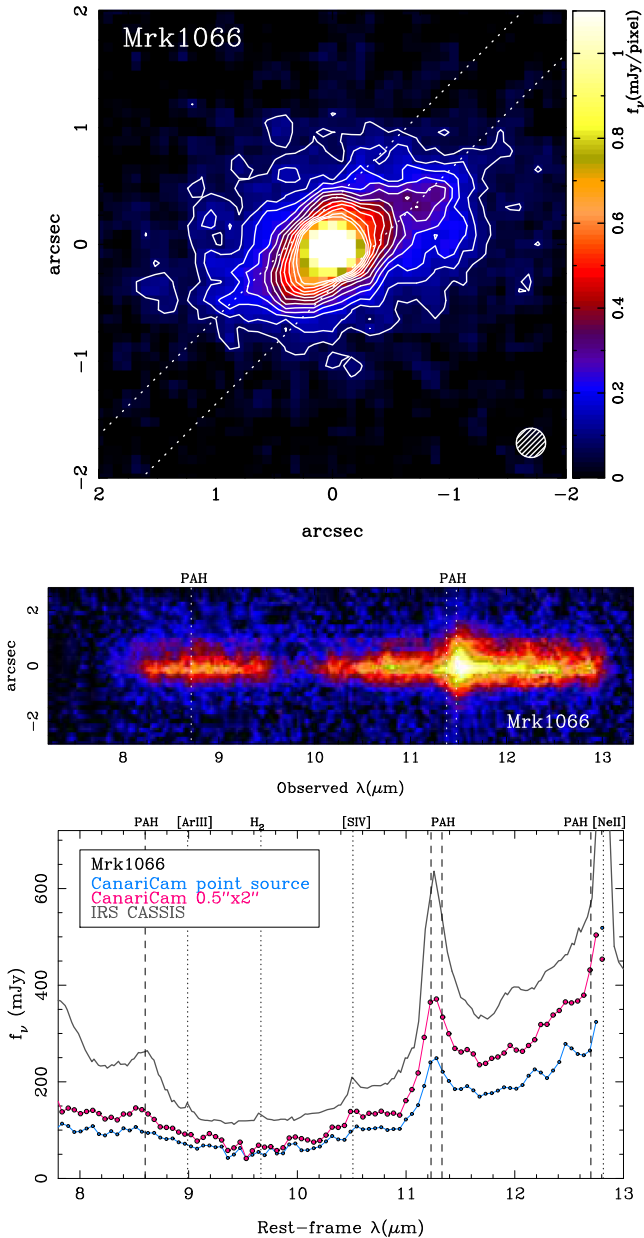 Mrk1066
2
1
0
−1
−2
arcsec
2
1
0
−1
−2
arcsec
1
0.8
0.6
0.4
0.2
0
fν(mJy/pixel)
PAH
PAH
2
0
−2
arcsec
Mrk1066
8
9
10
11
12
13
Observed λ(μm)
PAH
[ArIII]
H2
[SIV]
PAH
PAH [NeII]
Mrk1066
CanariCam point source
CanariCam 0.5"x2"
IRS CASSIS
600
400
200
0
fν (mJy)
8
9
10
11
12
13
Rest−frame λ(μm)